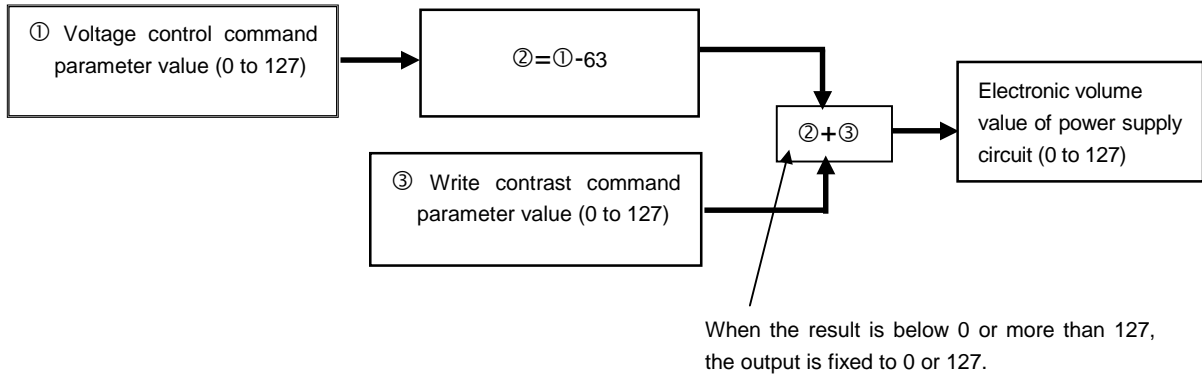 ① Voltage control command
parameter value (0 to 127)
②=①-63
②+③
Electronic volume
value of power supply
circuit (0 to 127)
③ Write contrast command
parameter value (0 to 127)
When the result is below 0 or more than 127,
the output is fixed to 0 or 127.